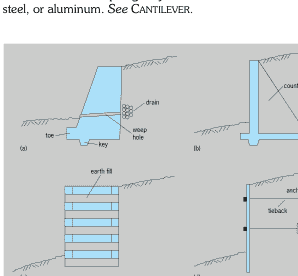 steel, or aluminum. See CANTILEVER.
drain
toe
weep
hole
key
(a)
(b)
earth fill
tieback